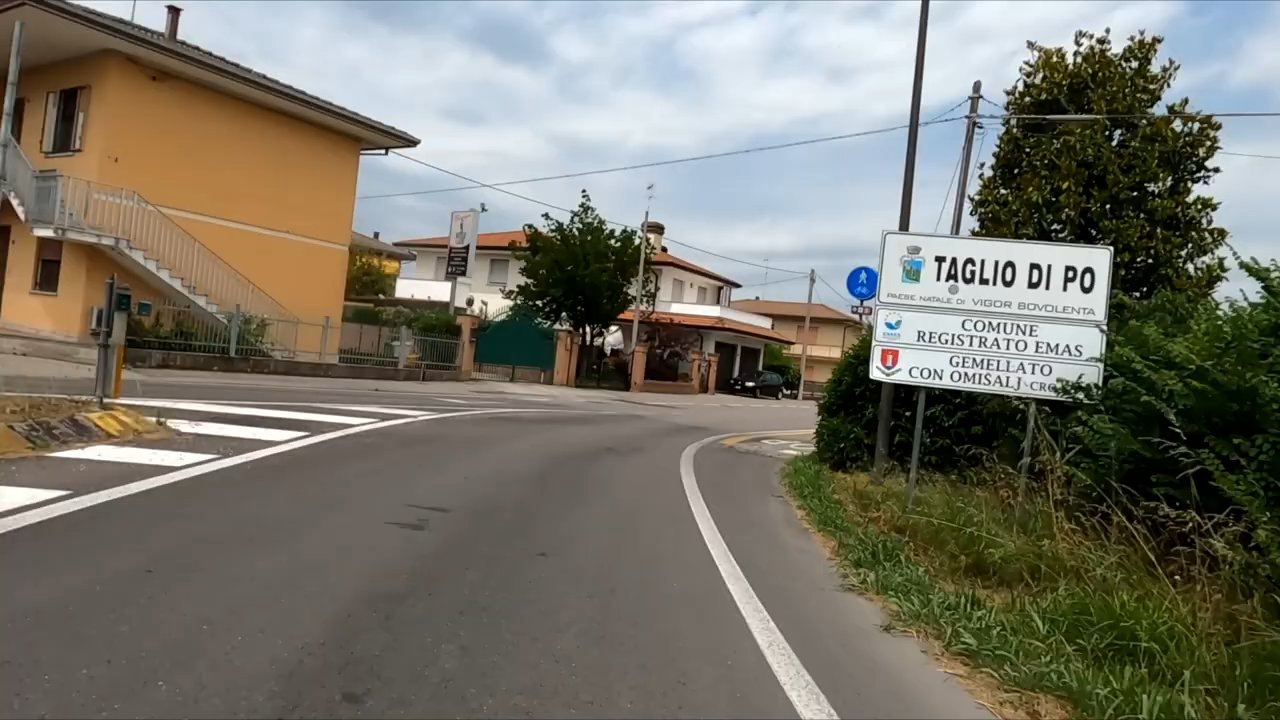 TAGLIO DI PO
PAESE NATALE DI VIGOR BOVOLENTA
COMUNE
REGISTRATO EMAS
GEMELLATO
CON OMISALJ